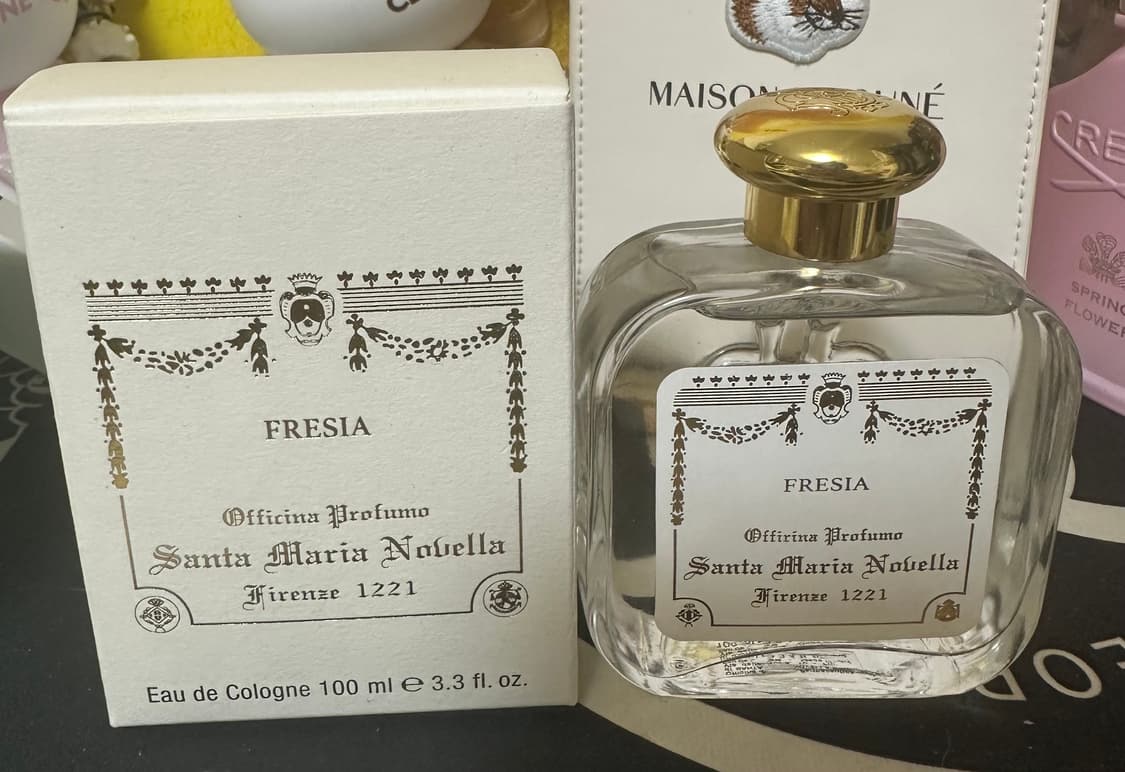 FRESIA
Officina Profumo
Santa Maria Novella
Firenze 1221
Eau de Cologne 100 ml ℮ 3.3 fl. oz.
MAISON
FRESIA
Officina Profumo
Santa Maria Novella
Firenze 1221
SPRING
FLOWER